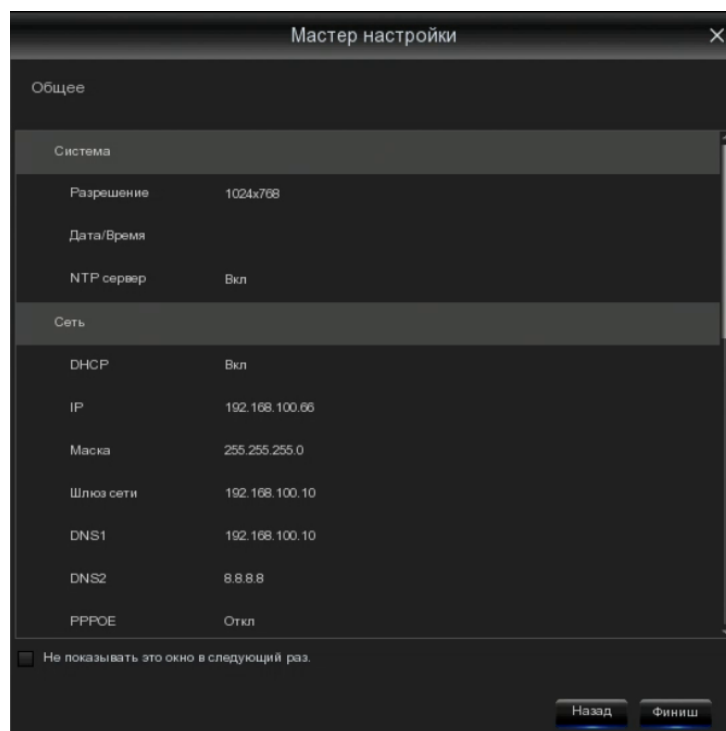 Мастер настройки
Общее
Система
Разрешение 1024x768
Дата/Время
NTP сервер Вкл
Сеть
DHCP Вкл
IP 192.168.100.66
Маска 255.255.255.0
Шлюз сети 192.168.100.10
DNS1 192.168.100.10
DNS2 8.8.8.8
PPPOE Откл
Не показывать это окно в следующий раз.
Назад Финиш